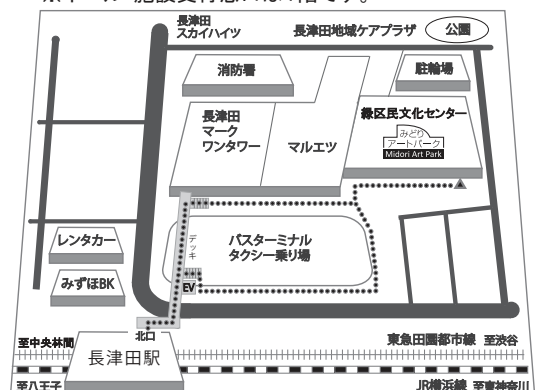 長津田
スカイハイツ
長津田地域ケアプラザ
公園
消防署
駐輪場
長津田
マーク
ワンタワー
マルエツ
緑区民文化センター
みどり
アートパーク
Midori Art Park
レンタカー
デッキ
バスターミナル
タクシー乗り場
みずほBK
EV
北口
至中央林間
東急田園都市線 至渋谷
長津田駅
至八王子
JR横浜線 至東神奈川